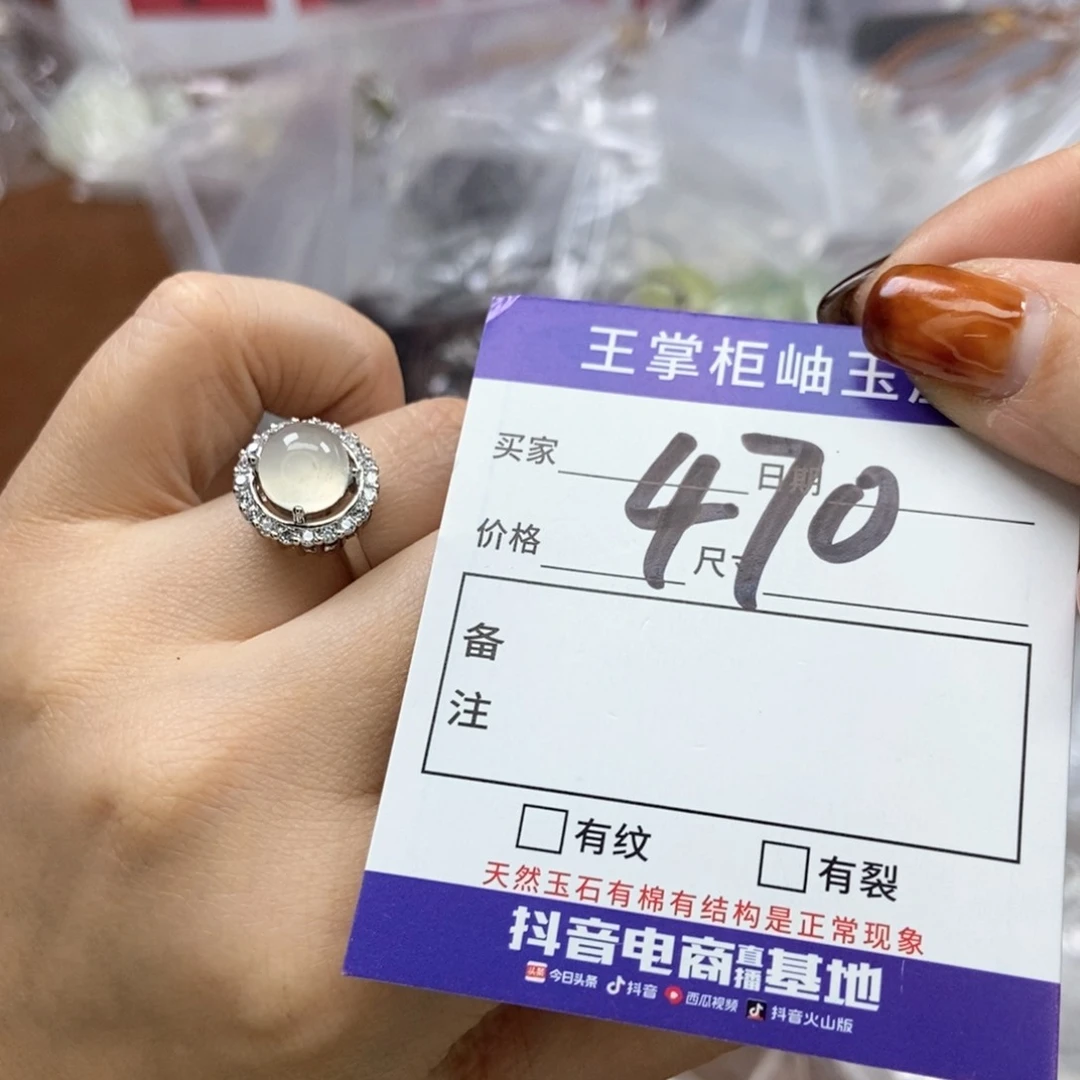 王掌柜岫玉
买家 日期
470
价格 尺寸
备
注
有纹 有裂
天然玉石有棉有结构是正常现象
抖音电商直播基地
头条 今日头条 抖音 西瓜视频 抖音火山版